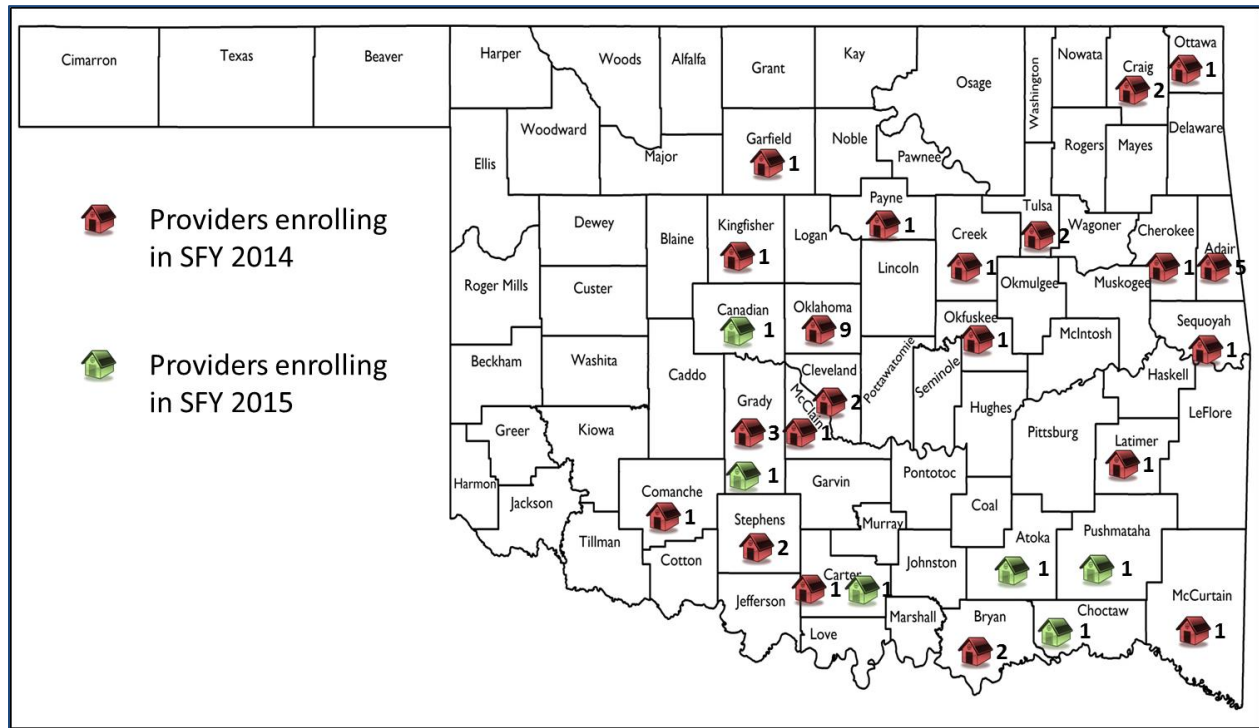 Cimarron
Texas
Beaver
Harper
Woods
Alfalfa
Grant
Kay
Osage
Washington
Nowata
Craig
2
Ottawa
1
Woodward
Ellis
Major
Garfield
1
Noble
Pawnee
Rogers
Mayes
Delaware
Providers enrolling
in SFY 2014
Dewey
Blaine
Kingfisher
1
Logan
Payne
1
Lincoln
Creek
1
Tulsa
2
Wagoner
Cherokee
1
Adair
5
Roger Mills
Custer
Canadian
1
Oklahoma
9
Okmulgee
Muskogee
Okfuskee
1
McIntosh
Sequoyah
1
Providers enrolling
in SFY 2015
Beckham
Washita
Caddo
Grady
3
1
McClain
1
Cleveland
2
Pottawatomie
Seminole
Hughes
Pittsburg
Haskell
LeFlore
Latimer
1
Greer
Kiowa
Harmon
Jackson
Comanche
1
Garvin
Pontotoc
Coal
Tillman
Cotton
Stephens
2
Murray
Johnston
Atoka
1
Pushmataha
1
Jefferson
Carter
1
1
Love
Marshall
Bryan
2
Choctaw
1
McCurtain
1